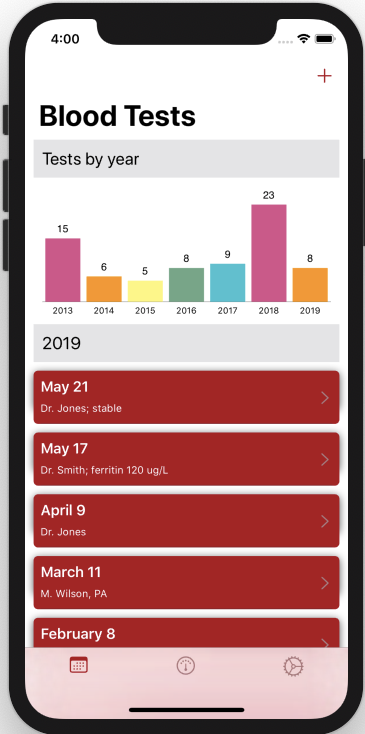 4:00
+
Blood Tests
Tests by year
15 6 5 8 9 23 8
2013 2014 2015 2016 2017 2018 2019
2019
May 21
Dr. Jones; stable
May 17
Dr. Smith; ferritin 120 ug/L
April 9
Dr. Jones
March 11
M. Wilson, PA
February 8